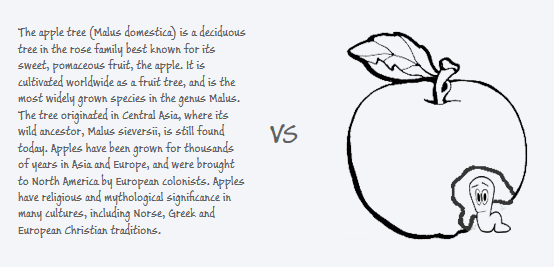 The apple tree (Malus domestica) is a deciduous
tree in the rose family best known for its
sweet, pomaceous fruit, the apple. It is
cultivated worldwide as a fruit tree, and is the
most widely grown species in the genus Malus.
The tree originated in Central Asia, where its
wild ancestor, Malus sieversii, is still found
today. Apples have been grown for thousands
of years in Asia and Europe, and were brought
to North America by European colonists. Apples
have religious and mythological significance in
many cultures, including Norse, Greek and
European Christian traditions.
VS